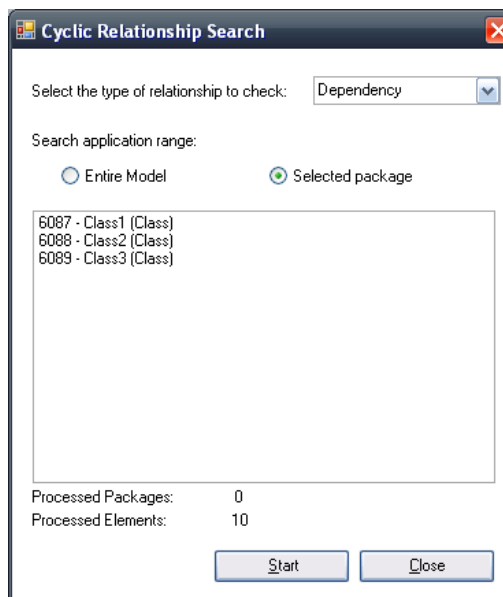 Cyclic Relationship Search
Select the type of relationship to check: Dependency
Search application range:
Entire Model Selected package
6087 - Class1 (Class)
6088 - Class2 (Class)
6089 - Class3 (Class)
Processed Packages: 0
Processed Elements: 10
Start Close